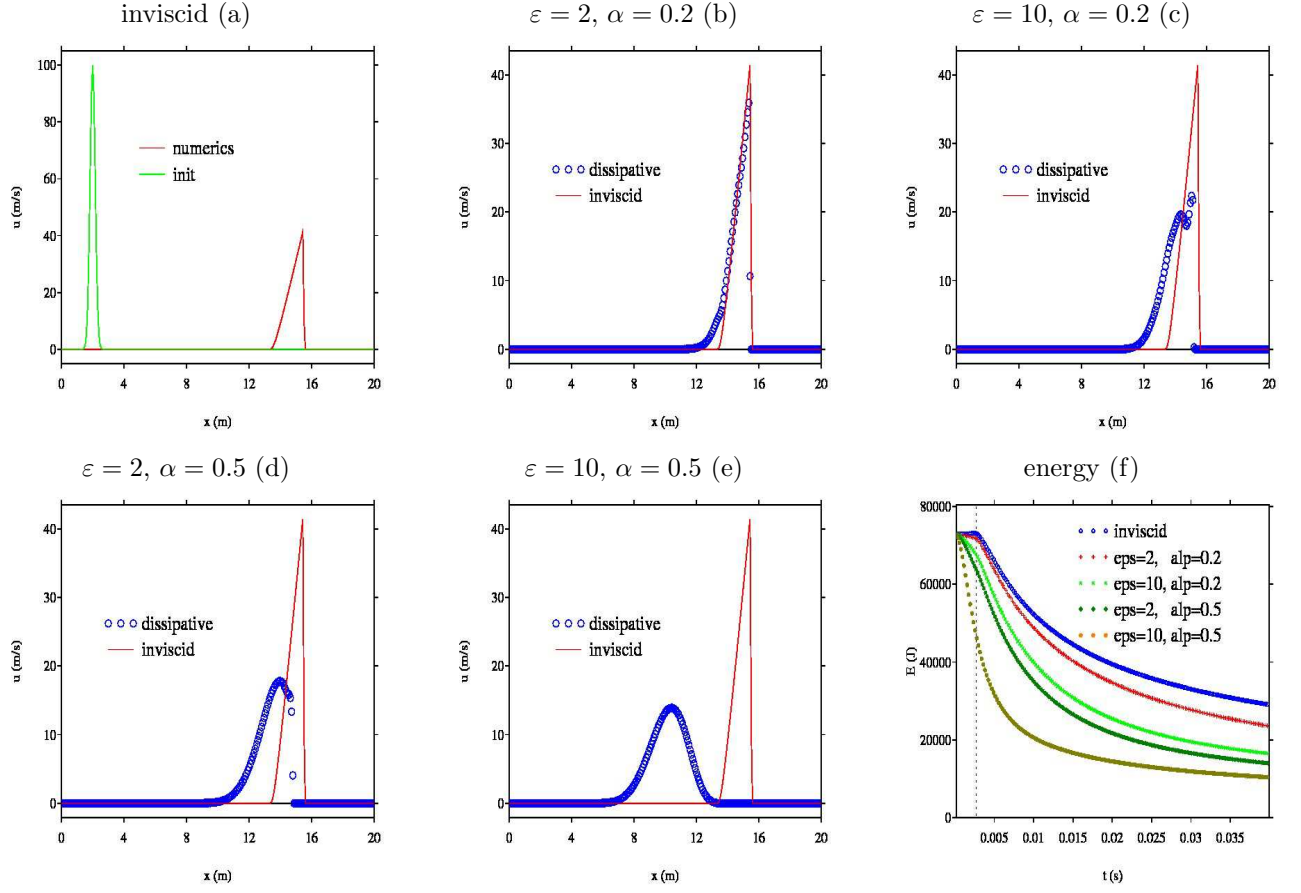 inviscid (a)
ε = 2, α = 0.2 (b)
ε = 10, α = 0.2 (c)
u (m/s)
100
80
60
40
20
0
numerics
init
0 4 8 12 16 20
x (m)
u (m/s)
40
30
20
10
0
dissipative
inviscid
0 4 8 12 16 20
x (m)
u (m/s)
40
30
20
10
0
dissipative
inviscid
0 4 8 12 16 20
x (m)
ε = 2, α = 0.5 (d)
ε = 10, α = 0.5 (e)
energy (f)
u (m/s)
40
30
20
10
0
dissipative
inviscid
0 4 8 12 16 20
x (m)
u (m/s)
40
30
20
10
0
dissipative
inviscid
0 4 8 12 16 20
x (m)
E (J)
80000
60000
40000
20000
0
inviscid
eps=2, alp=0.2
eps=10, alp=0.2
eps=2, alp=0.5
eps=10, alp=0.5
0.005 0.01 0.015 0.02 0.025 0.03 0.035
t (s)